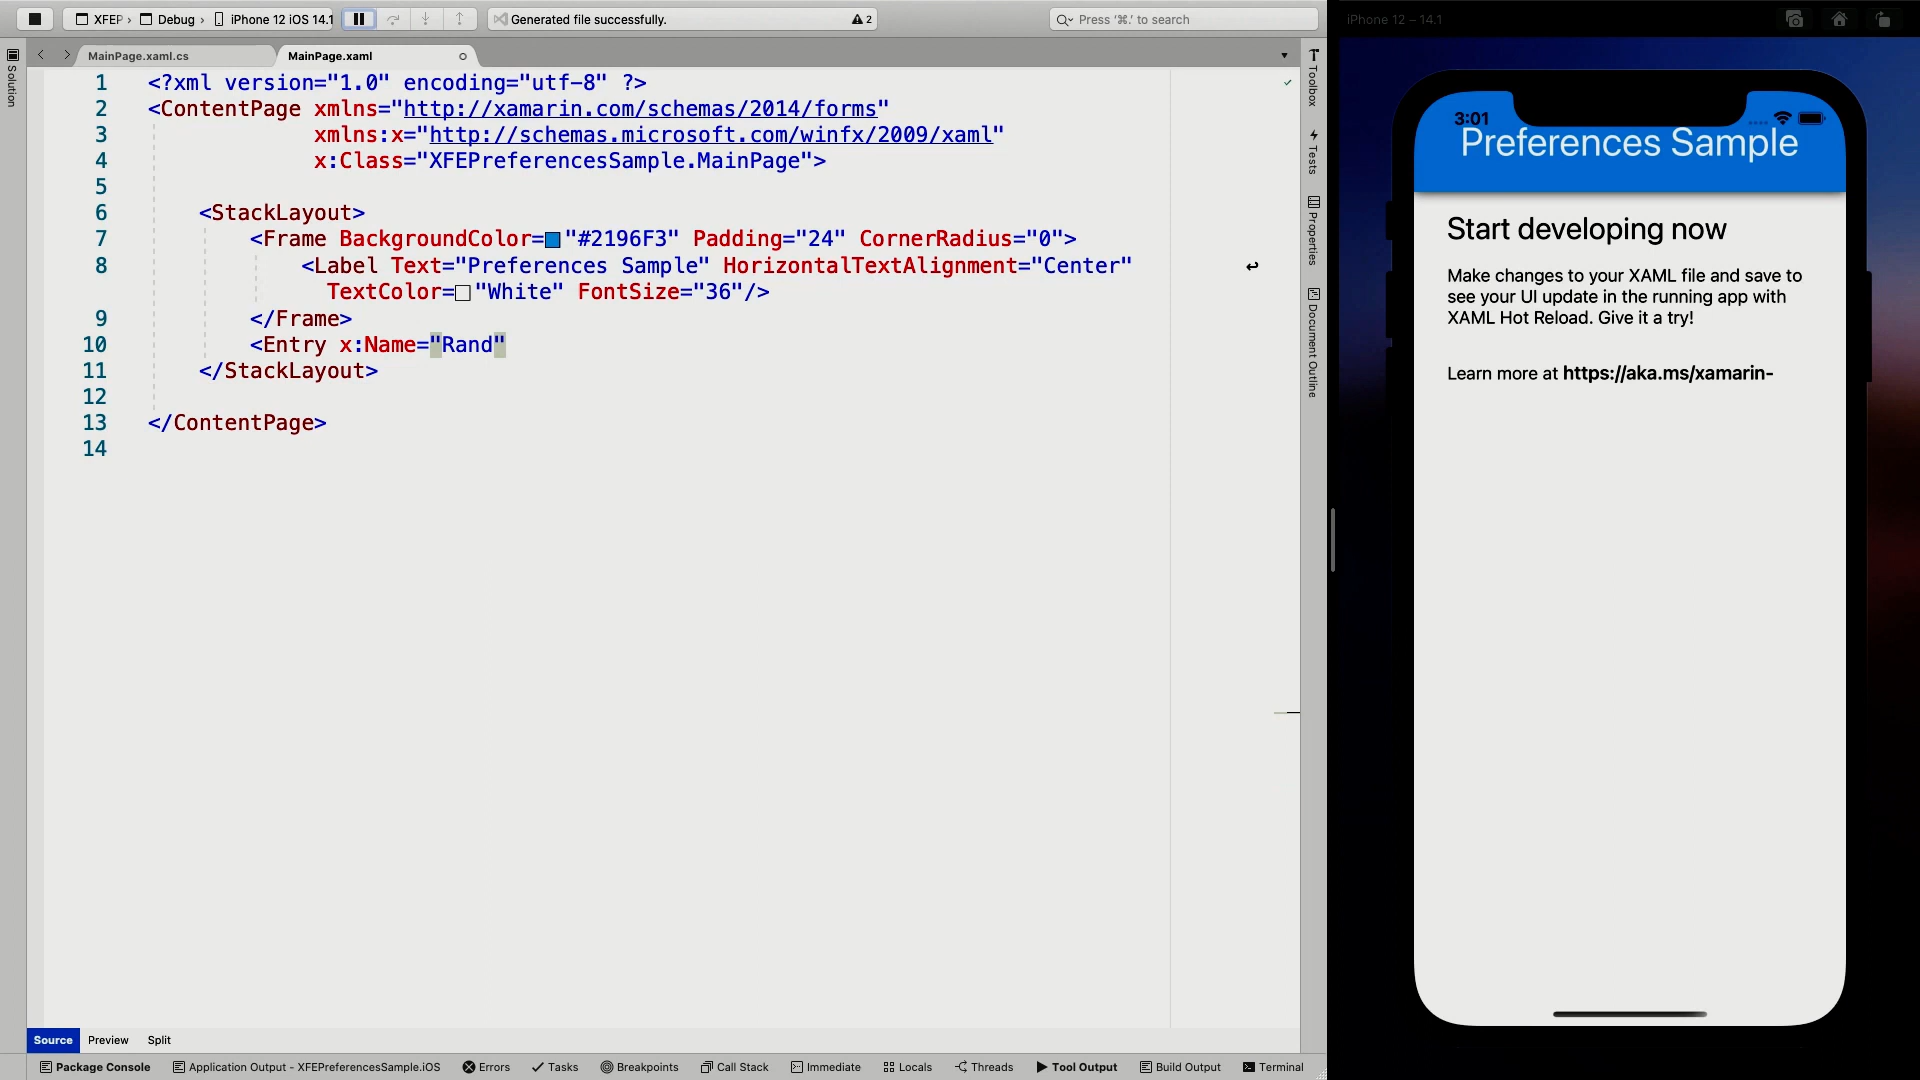 XFEP › Debug › iPhone 12 iOS 14.1
Generated file successfully.
2
Press '⌘.' to search
iPhone 12 – 14.1
MainPage.xaml.cs
MainPage.xaml
Solution
Toolbox
Tests
Properties
Document Outline
1 <?xml version="1.0" encoding="utf-8" ?>
2 <ContentPage xmlns="http://xamarin.com/schemas/2014/forms"
3 xmlns:x="http://schemas.microsoft.com/winfx/2009/xaml"
4 x:Class="XFEPreferencesSample.MainPage">
5
6 <StackLayout>
7 <Frame BackgroundColor="#2196F3" Padding="24" CornerRadius="0">
8 <Label Text="Preferences Sample" HorizontalTextAlignment="Center"
TextColor="White" FontSize="36"/>
9 </Frame>
10 <Entry x:Name="Rand"
11 </StackLayout>
12
13 </ContentPage>
14
3:01
Preferences Sample
Start developing now
Make changes to your XAML file and save to
see your UI update in the running app with
XAML Hot Reload. Give it a try!
Learn more at https://aka.ms/xamarin-
Source Preview Split
Package Console
Application Output - XFEPreferencesSample.iOS
Errors
Tasks
Breakpoints
Call Stack
Immediate
Locals
Threads
Tool Output
Build Output
Terminal